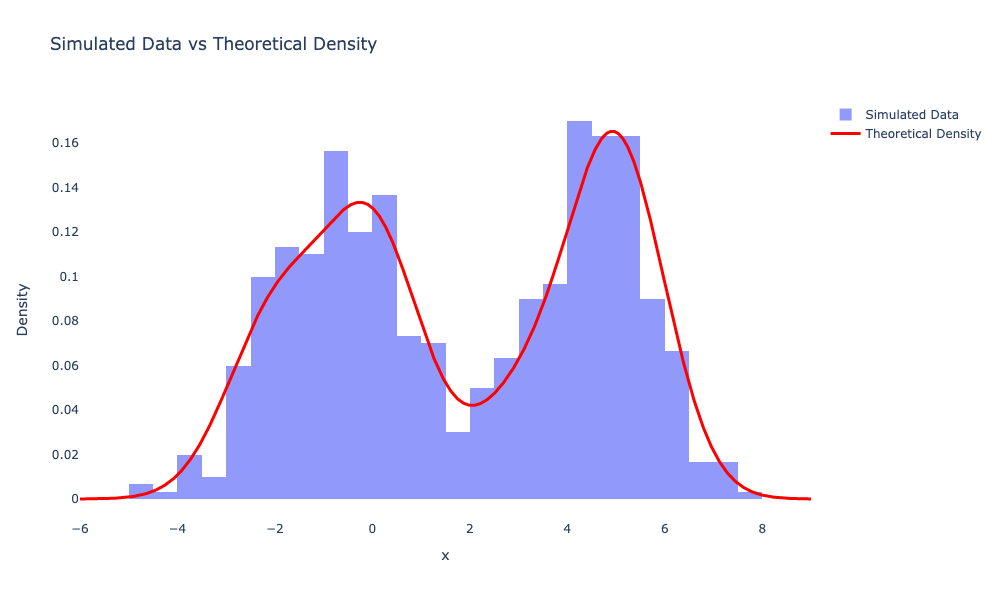 Simulated Data vs Theoretical Density
Simulated Data
Theoretical Density
0.16
0.14
0.12
0.1
0.08
0.06
0.04
0.02
0
Density
−6 −4 −2 0 2 4 6 8
x